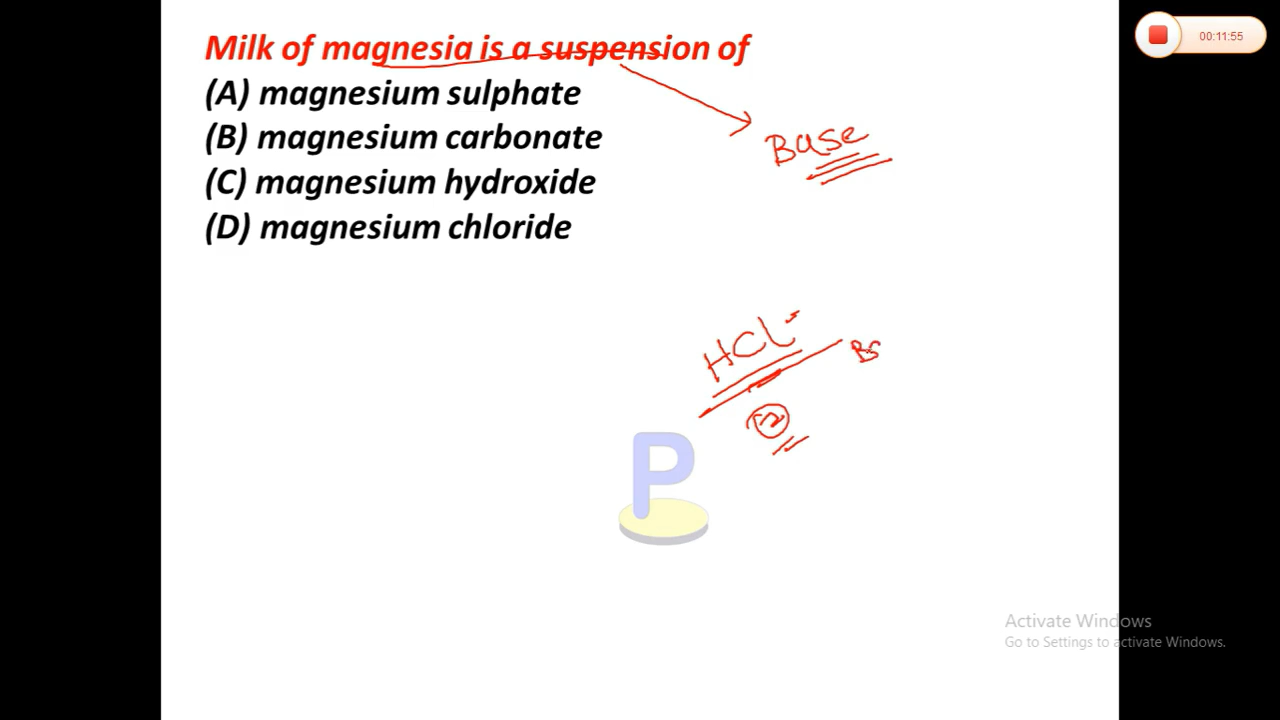 Milk of magnesia is a suspension of
(A) magnesium sulphate
(B) magnesium carbonate
(C) magnesium hydroxide
(D) magnesium chloride
Base
HCl
P
00:11:55
Activate Windows
Go to Settings to activate Windows.